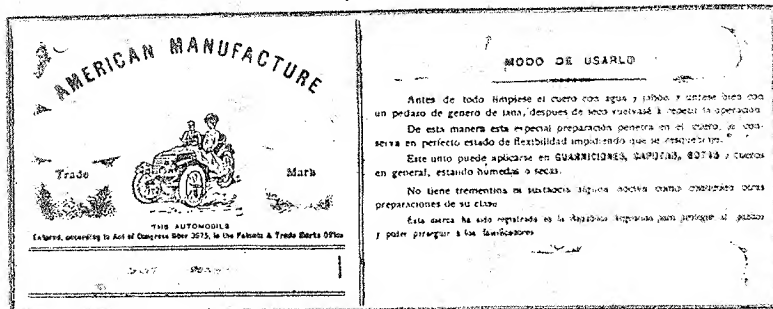 AMERICAN MANUFACTURE
Trade Mark
THE AUTOMOBILE
Entered, according to Act of Congress 3975, in the Patents & Trade Marks Office
MODO DE USARLO
Antes de todo límpiese el cuero con agua y jabón y úntese bien con
un pedazo de genero de lana, despues de seco vuelvase á repetir la operación.
De esta manera esta especial preparación penetra en el cuero, lo con-
serva en perfecto estado de flexibilidad impidiendo que se
Este unto puede aplicarse en GUARNICIONES, CAPOTAS, BOTAS y cueros
en general, estando húmedas o secas.
No tiene trementina ni sustancia alguna nociva como otras
preparaciones de su clase
Esta marca ha sido registrada en la República Argentina para proteger al público
y poder perseguir a los falsificadores